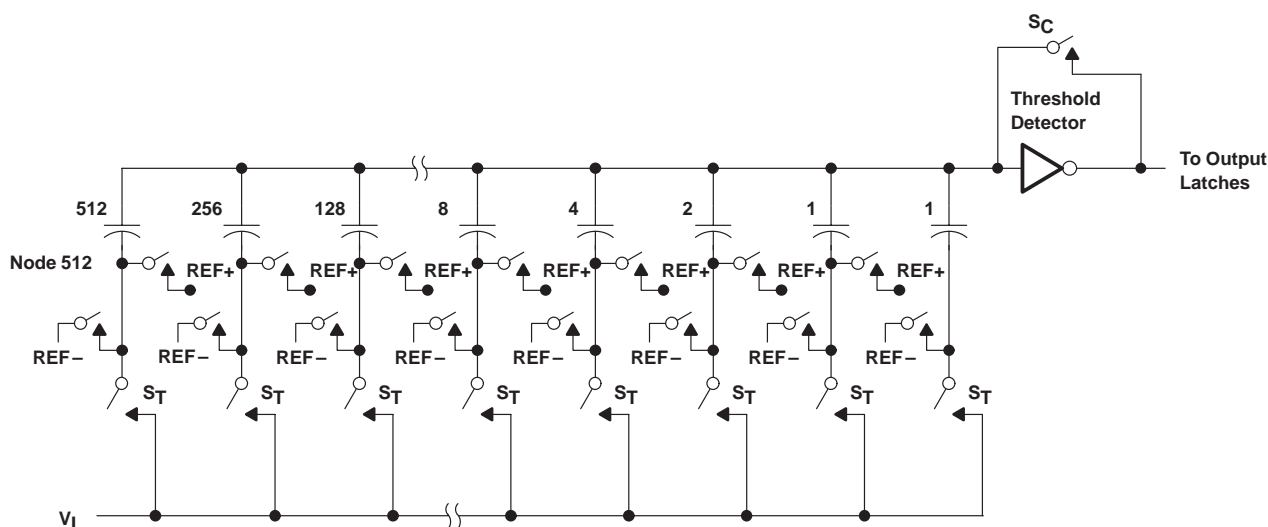 SC
Threshold
Detector
To Output
Latches
512 256 128 8 4 2 1 1
Node 512
REF+ REF+ REF+ REF+ REF+ REF+ REF+
REF– REF– REF– REF– REF– REF– REF– REF–
ST ST ST ST ST ST ST ST
VI